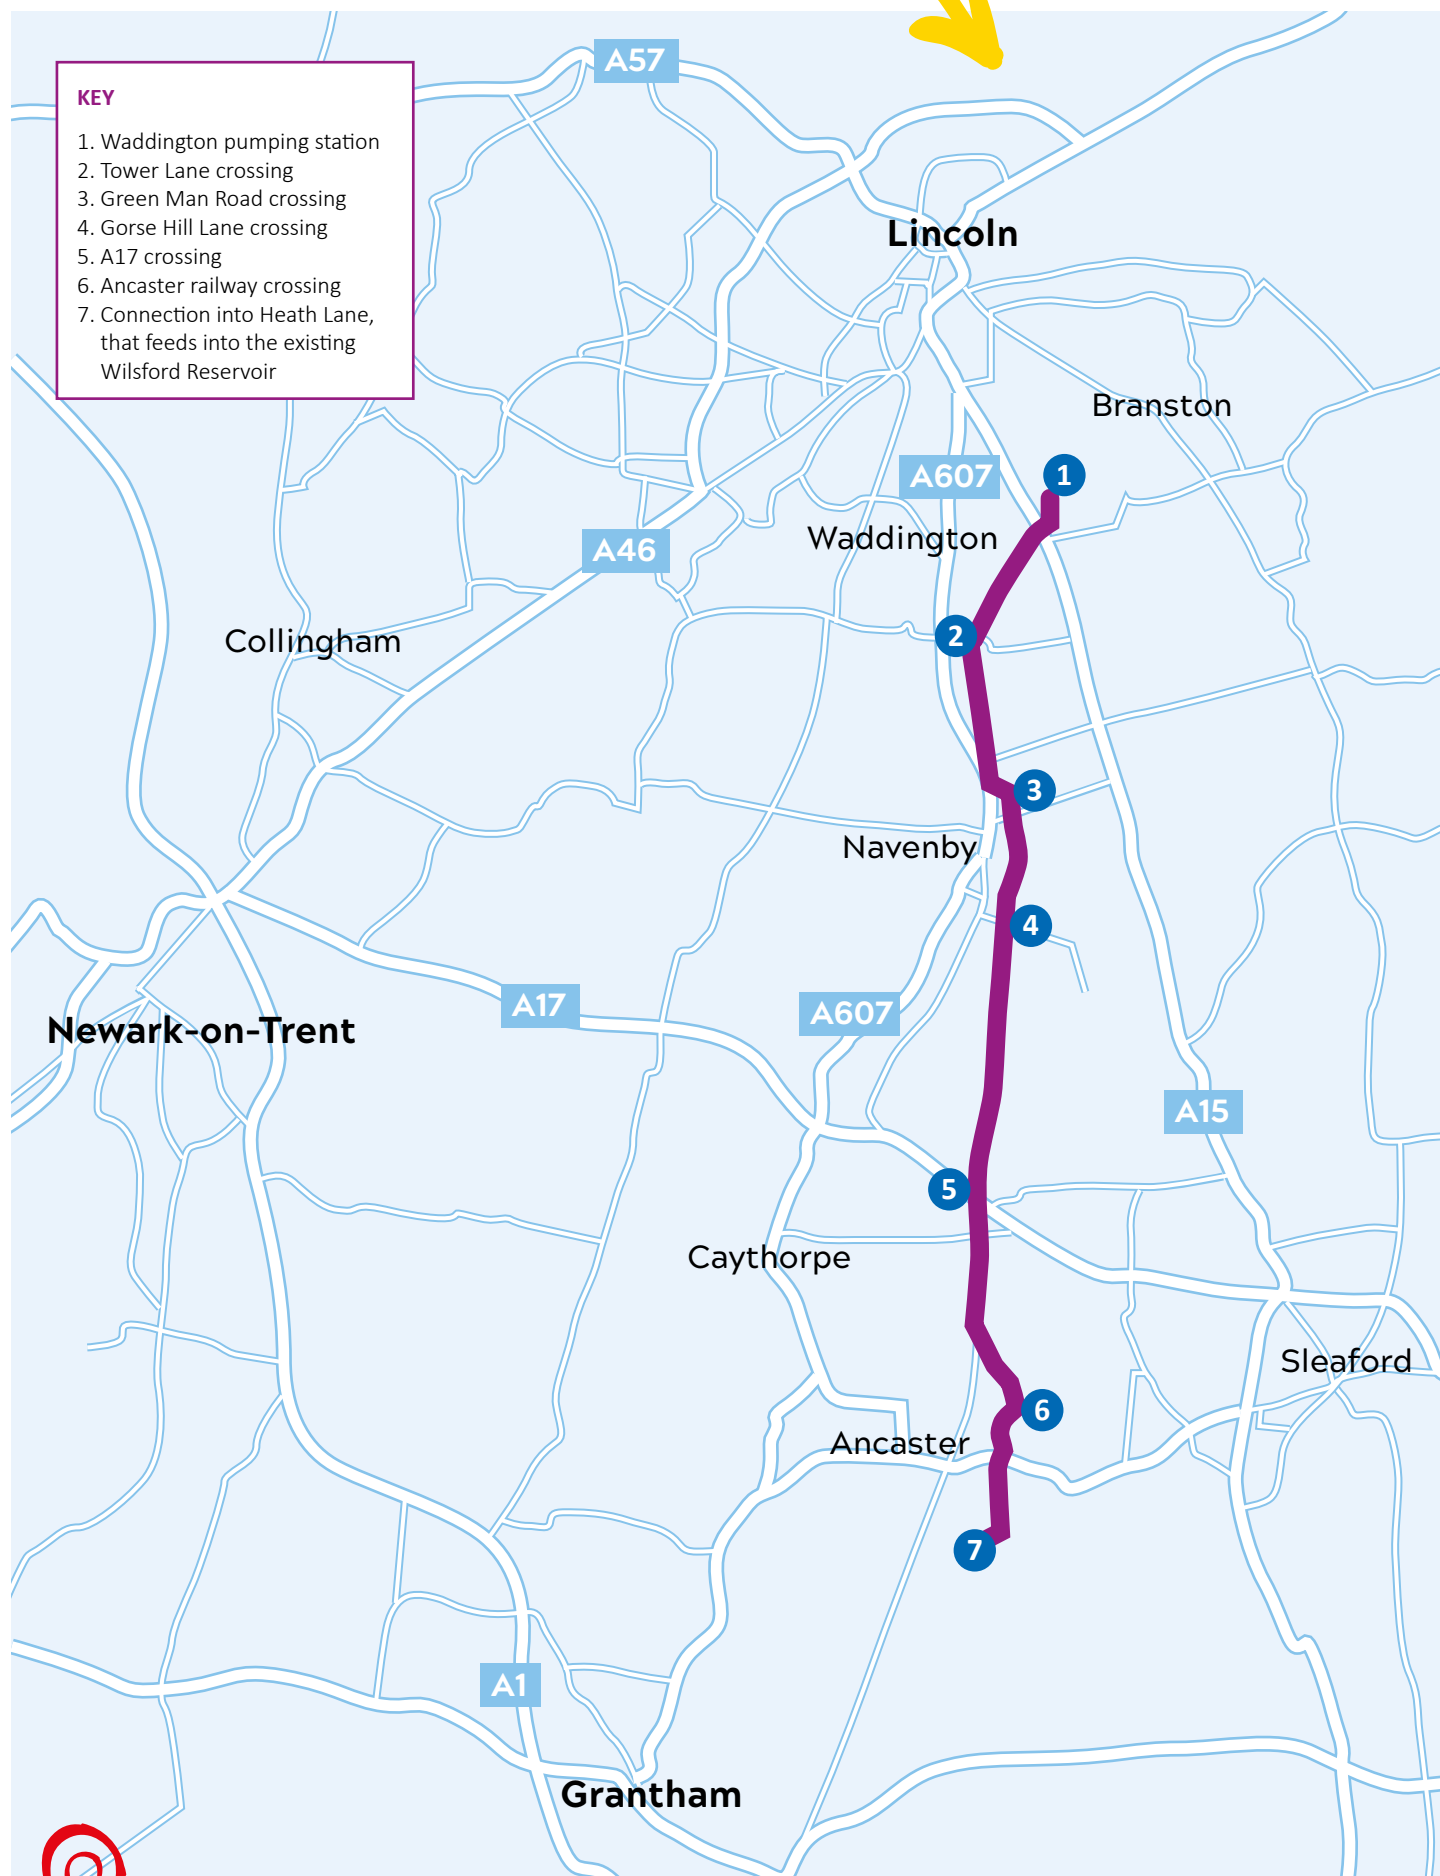 A57
KEY
1. Waddington pumping station
2. Tower Lane crossing
3. Green Man Road crossing
4. Gorse Hill Lane crossing
5. A17 crossing
6. Ancaster railway crossing
7. Connection into Heath Lane,
that feeds into the existing
Wilsford Reservoir
Lincoln
Branston
A607
1
Waddington
A46
2
Collingham
3
Navenby
4
A17
A607
Newark-on-Trent
A15
5
Caythorpe
Sleaford
6
Ancaster
7
A1
Grantham